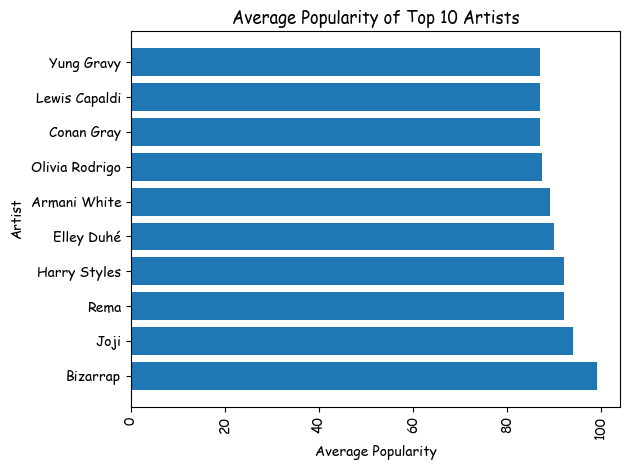 Average Popularity of Top 10 Artists
Yung Gravy
Lewis Capaldi
Conan Gray
Olivia Rodrigo
Armani White
Elley Duhé
Harry Styles
Rema
Joji
Bizarrap
Artist
0
20
40
60
80
100
Average Popularity